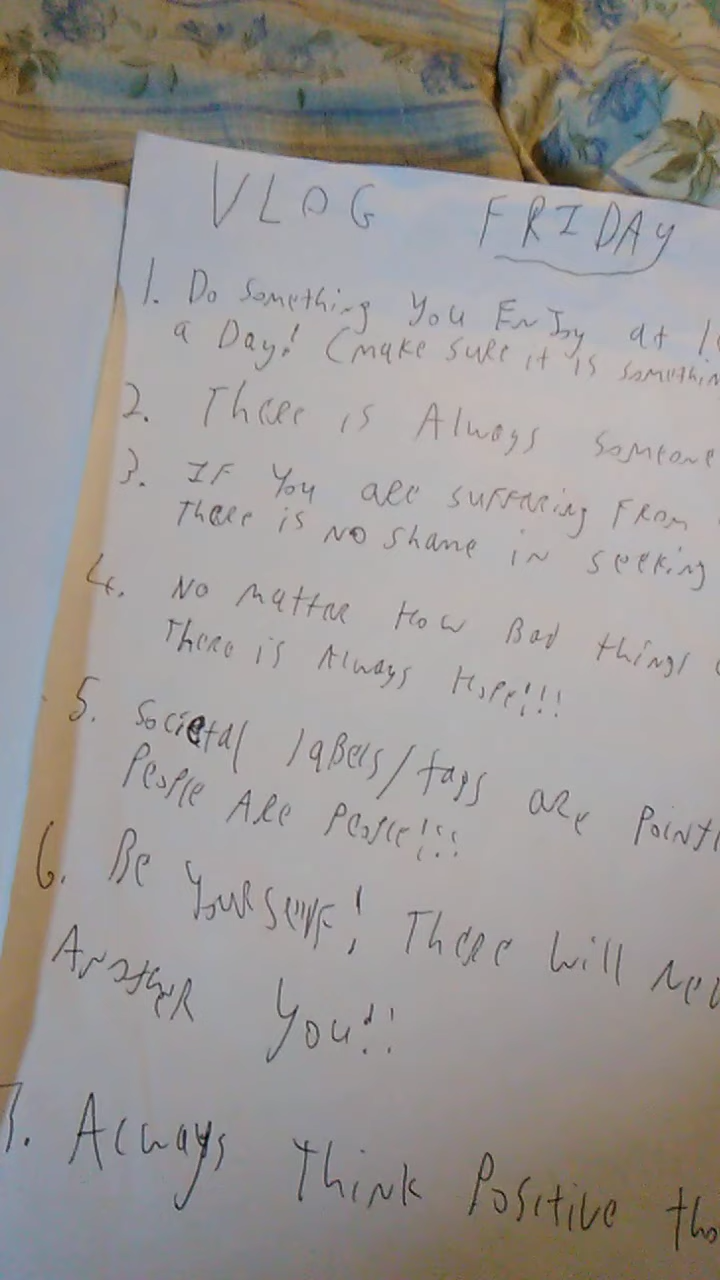 VLOG FRIDAY
1. Do Something You Enjoy at
a Day! (make sure it is
2. There is Always someone
3. If You are suffering From
There is No shame in seeking
4. No matter How Bad things
There is Always Hope!!!
5. Societal labels/tags are
People Are People!!!
6. Be Yourself! There will
Another You!!
7. Always Think Positive